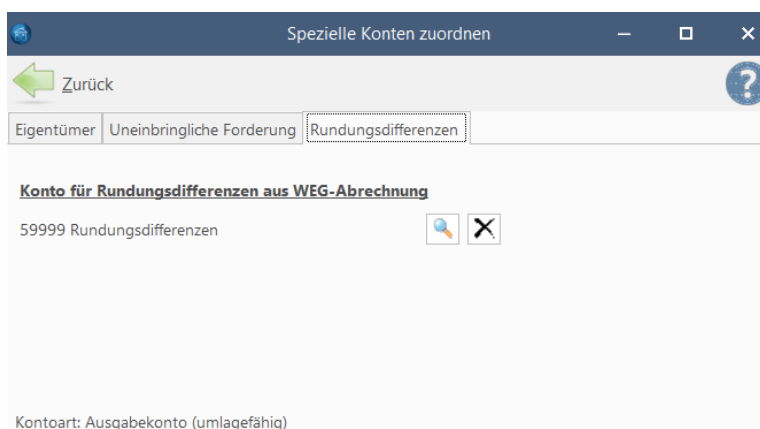 Spezielle Konten zuordnen
Zurück
?
Eigentümer Uneinbringliche Forderung Rundungsdifferenzen
Konto für Rundungsdifferenzen aus WEG-Abrechnung
59999 Rundungsdifferenzen
Kontoart: Ausgabekonto (umlagefähig)